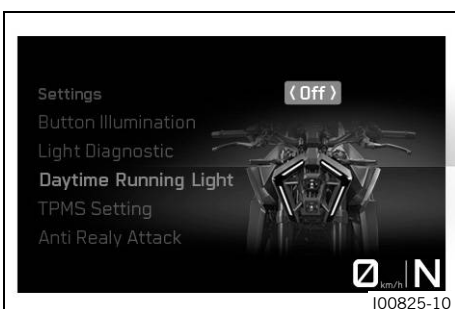 Settings
⟨ Off ⟩
Button Illumination
Light Diagnostic
Daytime Running Light
TPMS Setting
Anti Realy Attack
0 km/h N
I00825-10